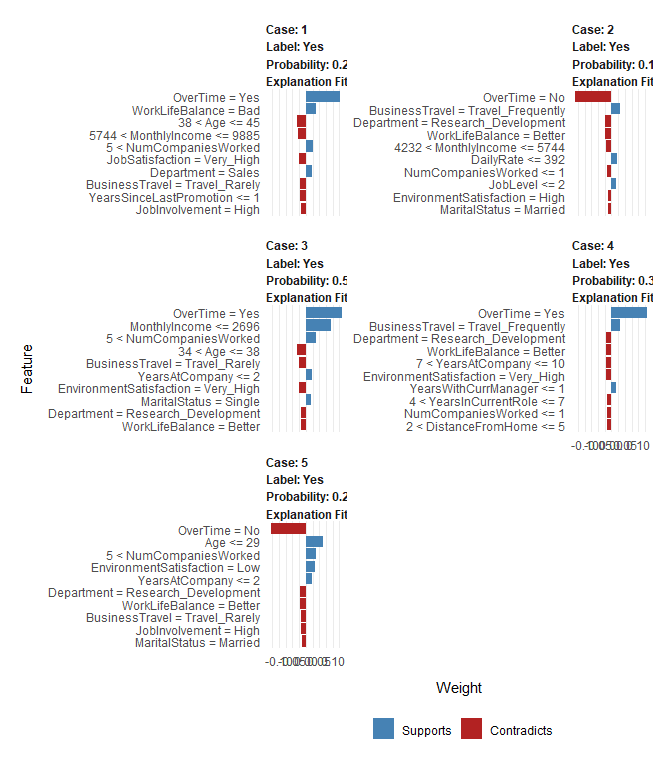 Case: 1
Label: Yes
Probability: 0.2
Explanation Fit
OverTime = Yes
WorkLifeBalance = Bad
38 < Age <= 45
5744 < MonthlyIncome <= 9885
5 < NumCompaniesWorked
JobSatisfaction = Very_High
Department = Sales
BusinessTravel = Travel_Rarely
YearsSinceLastPromotion <= 1
JobInvolvement = High
Case: 2
Label: Yes
Probability: 0.1
Explanation Fit
OverTime = No
BusinessTravel = Travel_Frequently
Department = Research_Development
WorkLifeBalance = Better
4232 < MonthlyIncome <= 5744
DailyRate <= 392
NumCompaniesWorked <= 1
JobLevel <= 2
EnvironmentSatisfaction = High
MaritalStatus = Married
Feature
Case: 3
Label: Yes
Probability: 0.5
Explanation Fit
OverTime = Yes
MonthlyIncome <= 2696
5 < NumCompaniesWorked
34 < Age <= 38
BusinessTravel = Travel_Rarely
YearsAtCompany <= 2
EnvironmentSatisfaction = Very_High
MaritalStatus = Single
Department = Research_Development
WorkLifeBalance = Better
Case: 4
Label: Yes
Probability: 0.3
Explanation Fit
OverTime = Yes
BusinessTravel = Travel_Frequently
Department = Research_Development
WorkLifeBalance = Better
7 < YearsAtCompany <= 10
EnvironmentSatisfaction = Very_High
YearsWithCurrManager <= 1
4 < YearsInCurrentRole <= 7
NumCompaniesWorked <= 1
2 < DistanceFromHome <= 5
Case: 5
Label: Yes
Probability: 0.2
Explanation Fit
OverTime = No
Age <= 29
5 < NumCompaniesWorked
EnvironmentSatisfaction = Low
YearsAtCompany <= 2
Department = Research_Development
WorkLifeBalance = Better
BusinessTravel = Travel_Rarely
JobInvolvement = High
MaritalStatus = Married
Weight
Supports
Contradicts